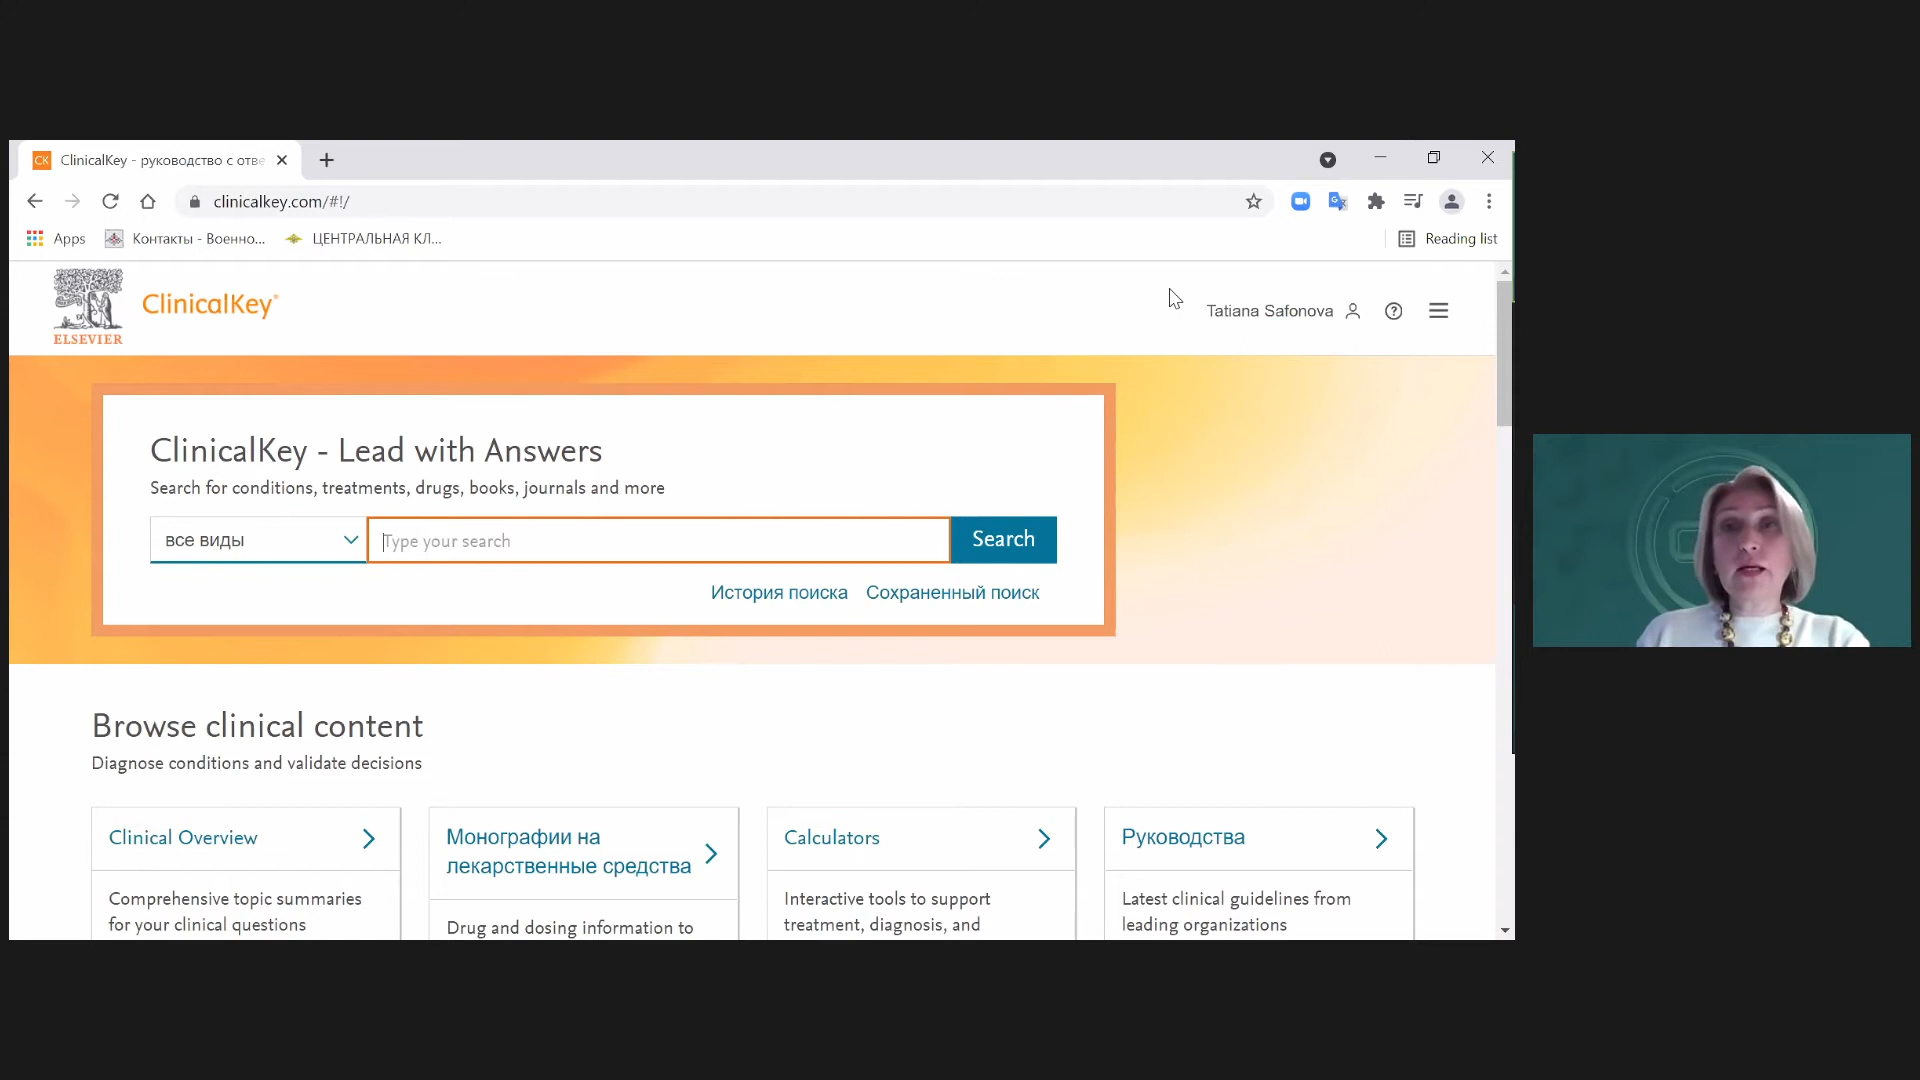 CK ClinicalKey - руководство с отве
clinicalkey.com/#!/
Apps Контакты - Военно... ЦЕНТРАЛЬНАЯ КЛ... Reading list
ELSEVIER
ClinicalKey®
Tatiana Safonova
ClinicalKey - Lead with Answers
Search for conditions, treatments, drugs, books, journals and more
все виды Type your search Search
История поиска Сохраненный поиск
Browse clinical content
Diagnose conditions and validate decisions
Clinical Overview
Comprehensive topic summaries
for your clinical questions
Монографии на
лекарственные средства
Drug and dosing information to
Calculators
Interactive tools to support
treatment, diagnosis, and
Руководства
Latest clinical guidelines from
leading organizations